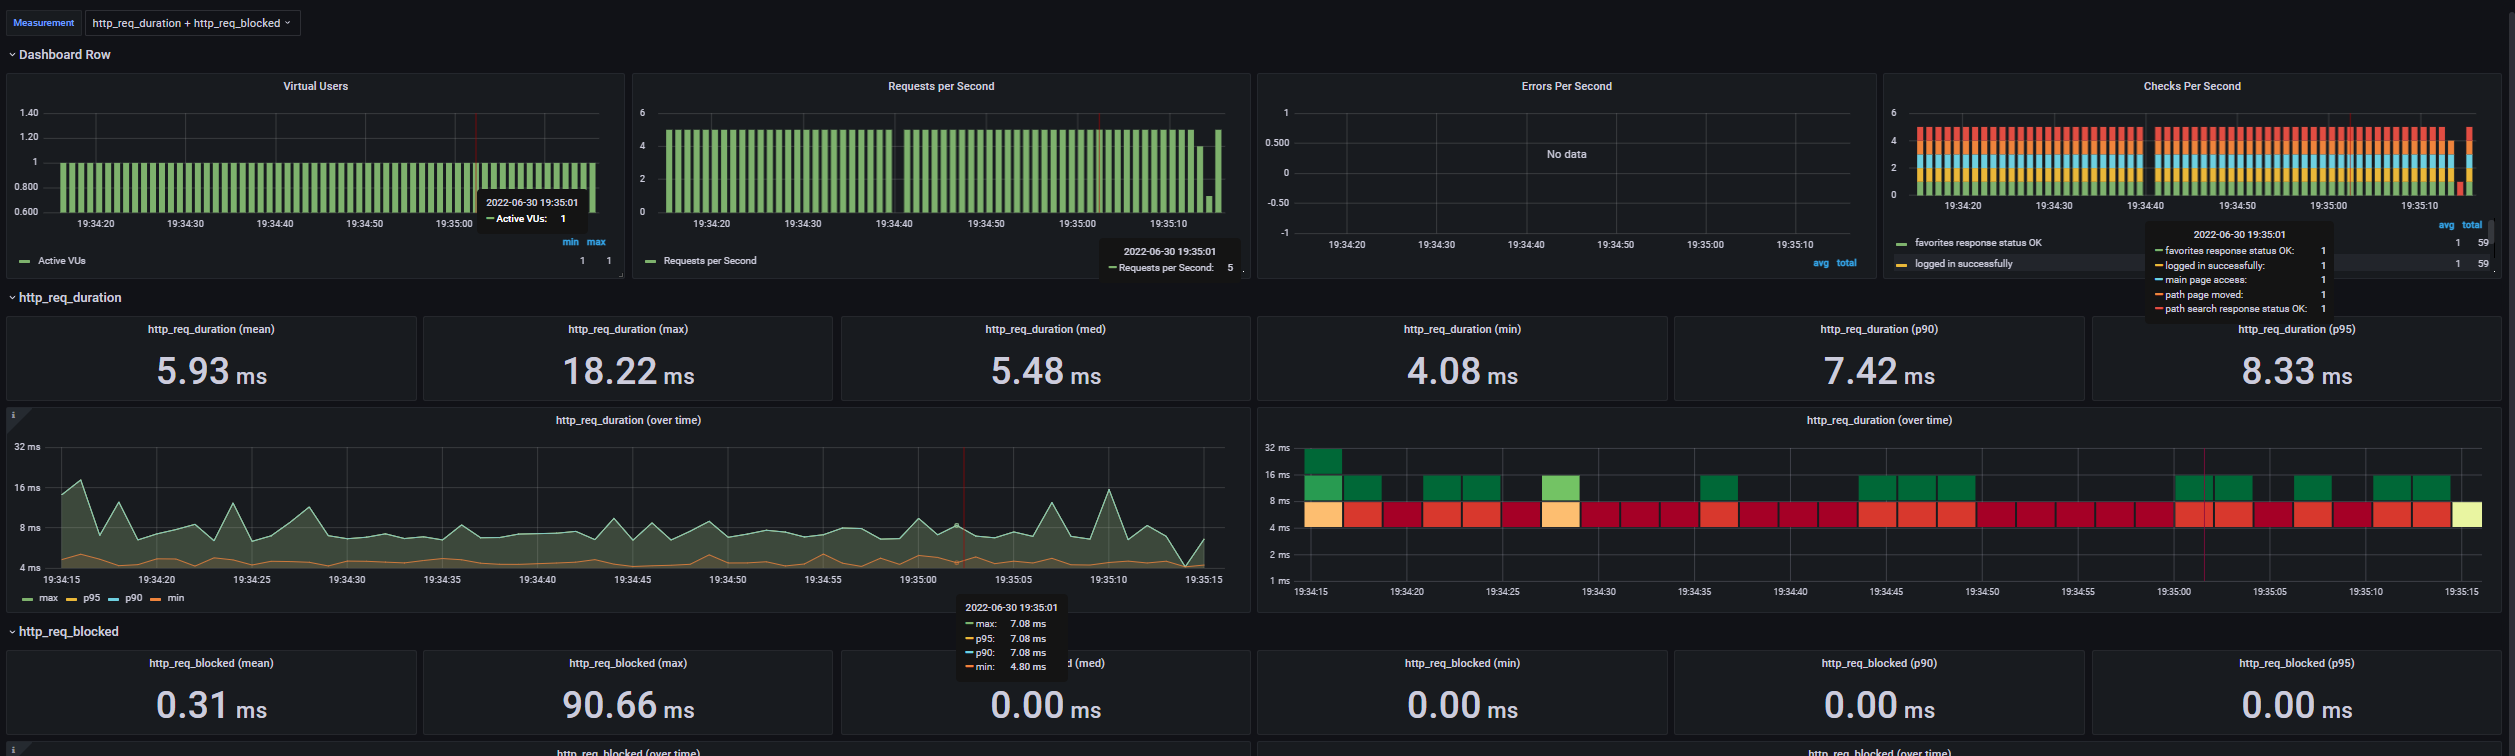 Measurement http_req_duration + http_req_blocked
Dashboard Row
Virtual Users
1.40
1.20
1
0.800
0.600
19:34:20 19:34:30 19:34:40 19:34:50 19:35:00
2022-06-30 19:35:01
Active VUs: 1
min max
Active VUs 1 1
Requests per Second
6
4
2
0
19:34:20 19:34:30 19:34:40 19:34:50 19:35:00 19:35:10
Requests per Second
2022-06-30 19:35:01
Requests per Second: 5
Errors Per Second
1
0.500
0
-0.50
-1
No data
19:34:20 19:34:30 19:34:40 19:34:50 19:35:00 19:35:10
avg total
Checks Per Second
6
4
2
0
19:34:20 19:34:30 19:34:40 19:34:50 19:35:00 19:35:10
avg total
favorites response status OK 1 59
logged in successfully 1 59
2022-06-30 19:35:01
favorites response status OK: 1
logged in successfully: 1
main page access: 1
path page moved: 1
path search response status OK: 1
http_req_duration
http_req_duration (mean)
5.93 ms
http_req_duration (max)
18.22 ms
http_req_duration (med)
5.48 ms
http_req_duration (min)
4.08 ms
http_req_duration (p90)
7.42 ms
http_req_duration (p95)
8.33 ms
i
http_req_duration (over time)
32 ms
16 ms
8 ms
4 ms
19:34:15 19:34:20 19:34:25 19:34:30 19:34:35 19:34:40 19:34:45 19:34:50 19:34:55 19:35:00 19:35:05 19:35:10 19:35:15
max p95 p90 min
2022-06-30 19:35:01
max: 7.08 ms
p95: 7.08 ms
p90: 7.08 ms
min: 4.80 ms
http_req_duration (over time)
32 ms
16 ms
8 ms
4 ms
2 ms
1 ms
19:34:15 19:34:20 19:34:25 19:34:30 19:34:35 19:34:40 19:34:45 19:34:50 19:34:55 19:35:00 19:35:05 19:35:10 19:35:15
http_req_blocked
http_req_blocked (mean)
0.31 ms
http_req_blocked (max)
90.66 ms
d (med)
0.00 ms
http_req_blocked (min)
0.00 ms
http_req_blocked (p90)
0.00 ms
http_req_blocked (p95)
0.00 ms
i
http_req_blocked (over time)
http_req_blocked (over time)